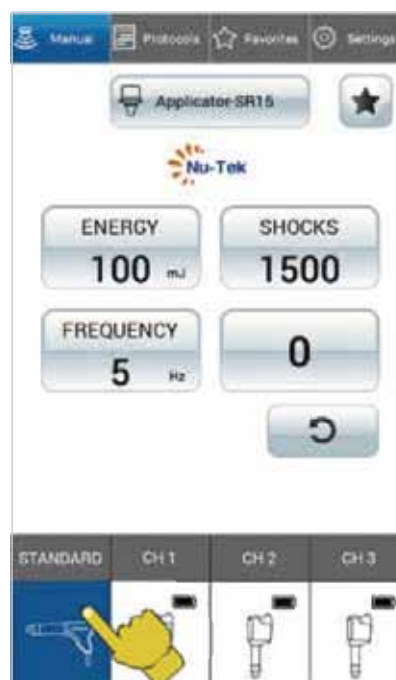 Manual Protocols Favorites Settings
Applicator-SR15
Nu-Tek
ENERGY SHOCKS
100 mJ 1500
FREQUENCY
5 Hz 0
STANDARD CH 1 CH 2 CH 3